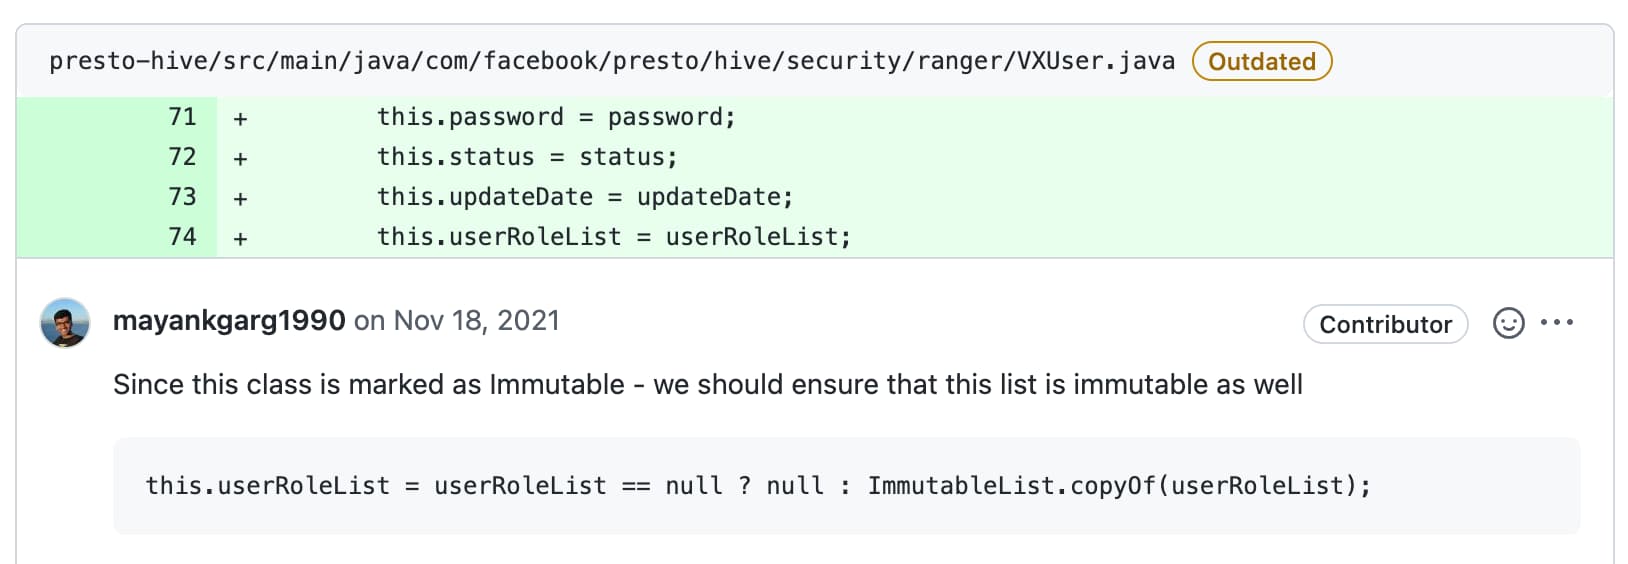 presto-hive/src/main/java/com/facebook/presto/hive/security/ranger/VXUser.java Outdated
71 + this.password = password;
72 + this.status = status;
73 + this.updateDate = updateDate;
74 + this.userRoleList = userRoleList;
mayankgarg1990 on Nov 18, 2021 Contributor
Since this class is marked as Immutable - we should ensure that this list is immutable as well
this.userRoleList = userRoleList == null ? null : ImmutableList.copyOf(userRoleList);